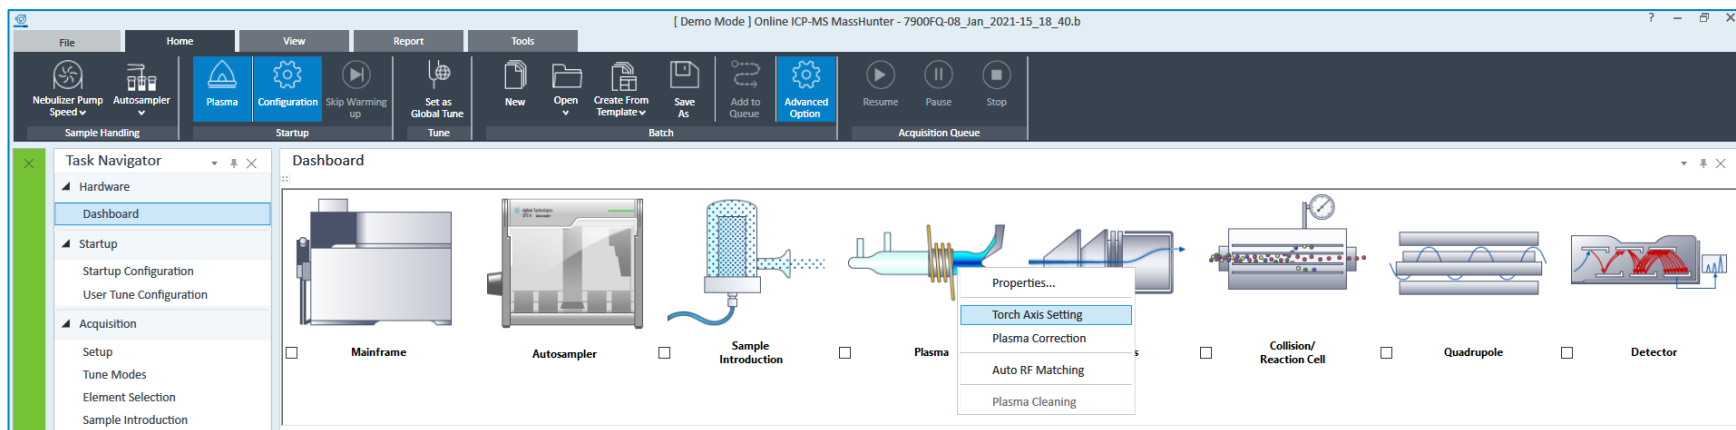 [ Demo Mode ] Online ICP-MS MassHunter - 7900FQ-08_Jan_2021-15_18_40.b
?
File
Home
View
Report
Tools
Nebulizer Pump
Speed
Autosampler
Plasma
Configuration
Skip Warming
up
Set as
Global Tune
New
Open
Create From
Template
Save
As
Add to
Queue
Advanced
Option
Resume
Pause
Stop
Sample Handling
Startup
Tune
Batch
Acquisition Queue
Task Navigator
Hardware
Dashboard
Startup
Startup Configuration
User Tune Configuration
Acquisition
Setup
Tune Modes
Element Selection
Sample Introduction
Dashboard
Agilent Technologies
Mainframe
Autosampler
Sample
Introduction
Plasma
s
Collision/
Reaction Cell
Quadrupole
Detector
Properties...
Torch Axis Setting
Plasma Correction
Auto RF Matching
Plasma Cleaning